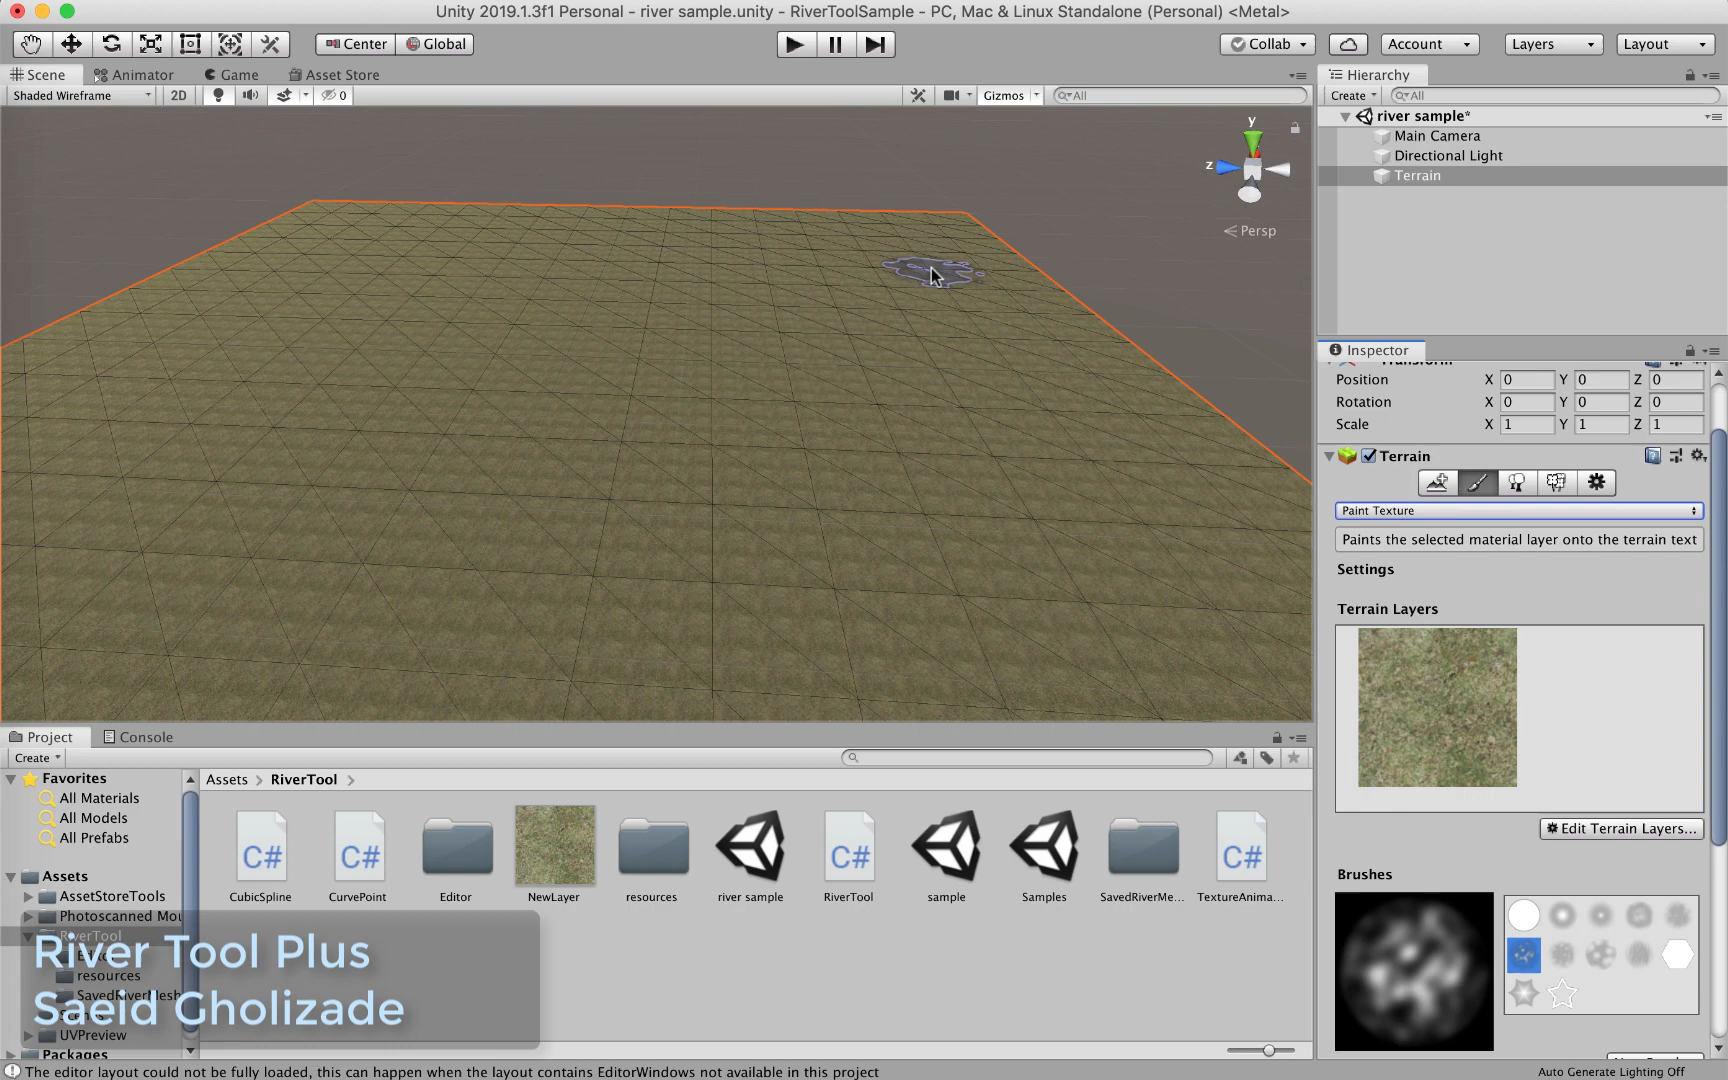 Unity 2019.1.3f1 Personal - river sample.unity - RiverToolSample - PC, Mac & Linux Standalone (Personal) <Metal>
Center
Global
Collab
Account
Layers
Layout
Scene
Animator
Game
Asset Store
Shaded Wireframe
2D
0
Gizmos
All
y
z
Persp
Hierarchy
Create
All
river sample*
Main Camera
Directional Light
Terrain
Inspector
Transform
Position X 0 Y 0 Z 0
Rotation X 0 Y 0 Z 0
Scale X 1 Y 1 Z 1
Terrain
Paint Texture
Paints the selected material layer onto the terrain text
Settings
Terrain Layers
Edit Terrain Layers...
Brushes
Project
Console
Create
Favorites
All Materials
All Models
All Prefabs
Assets
AssetStoreTools
Photoscanned Mou
RiverTool
resources
SavedRiverMesh
UVPreview
Packages
Assets > RiverTool >
C#
CubicSpline
C#
CurvePoint
Editor
NewLayer
resources
river sample
C#
RiverTool
sample
Samples
SavedRiverMe...
C#
TextureAnima...
River Tool Plus
Saeid Gholizade
The editor layout could not be fully loaded, this can happen when the layout contains EditorWindows not available in this project
Auto Generate Lighting Off